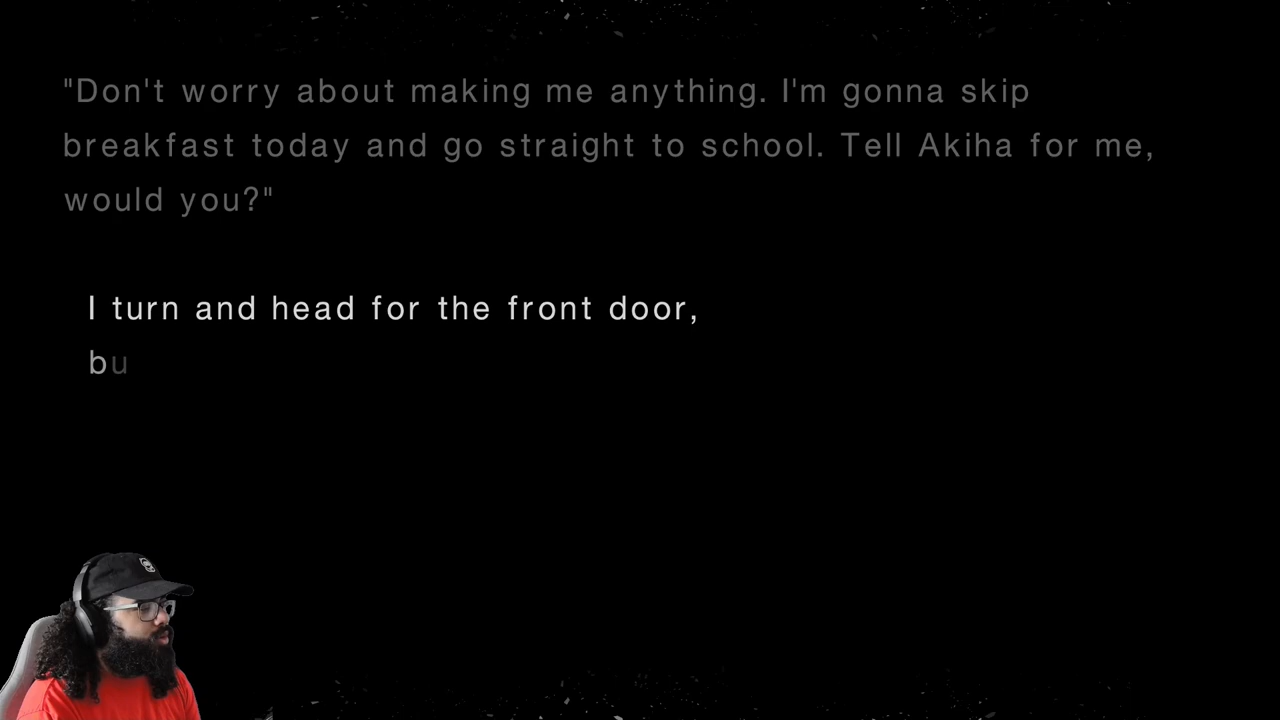 "Don't worry about making me anything. I'm gonna skip
breakfast today and go straight to school. Tell Akiha for me,
would you?"
I turn and head for the front door,
bu